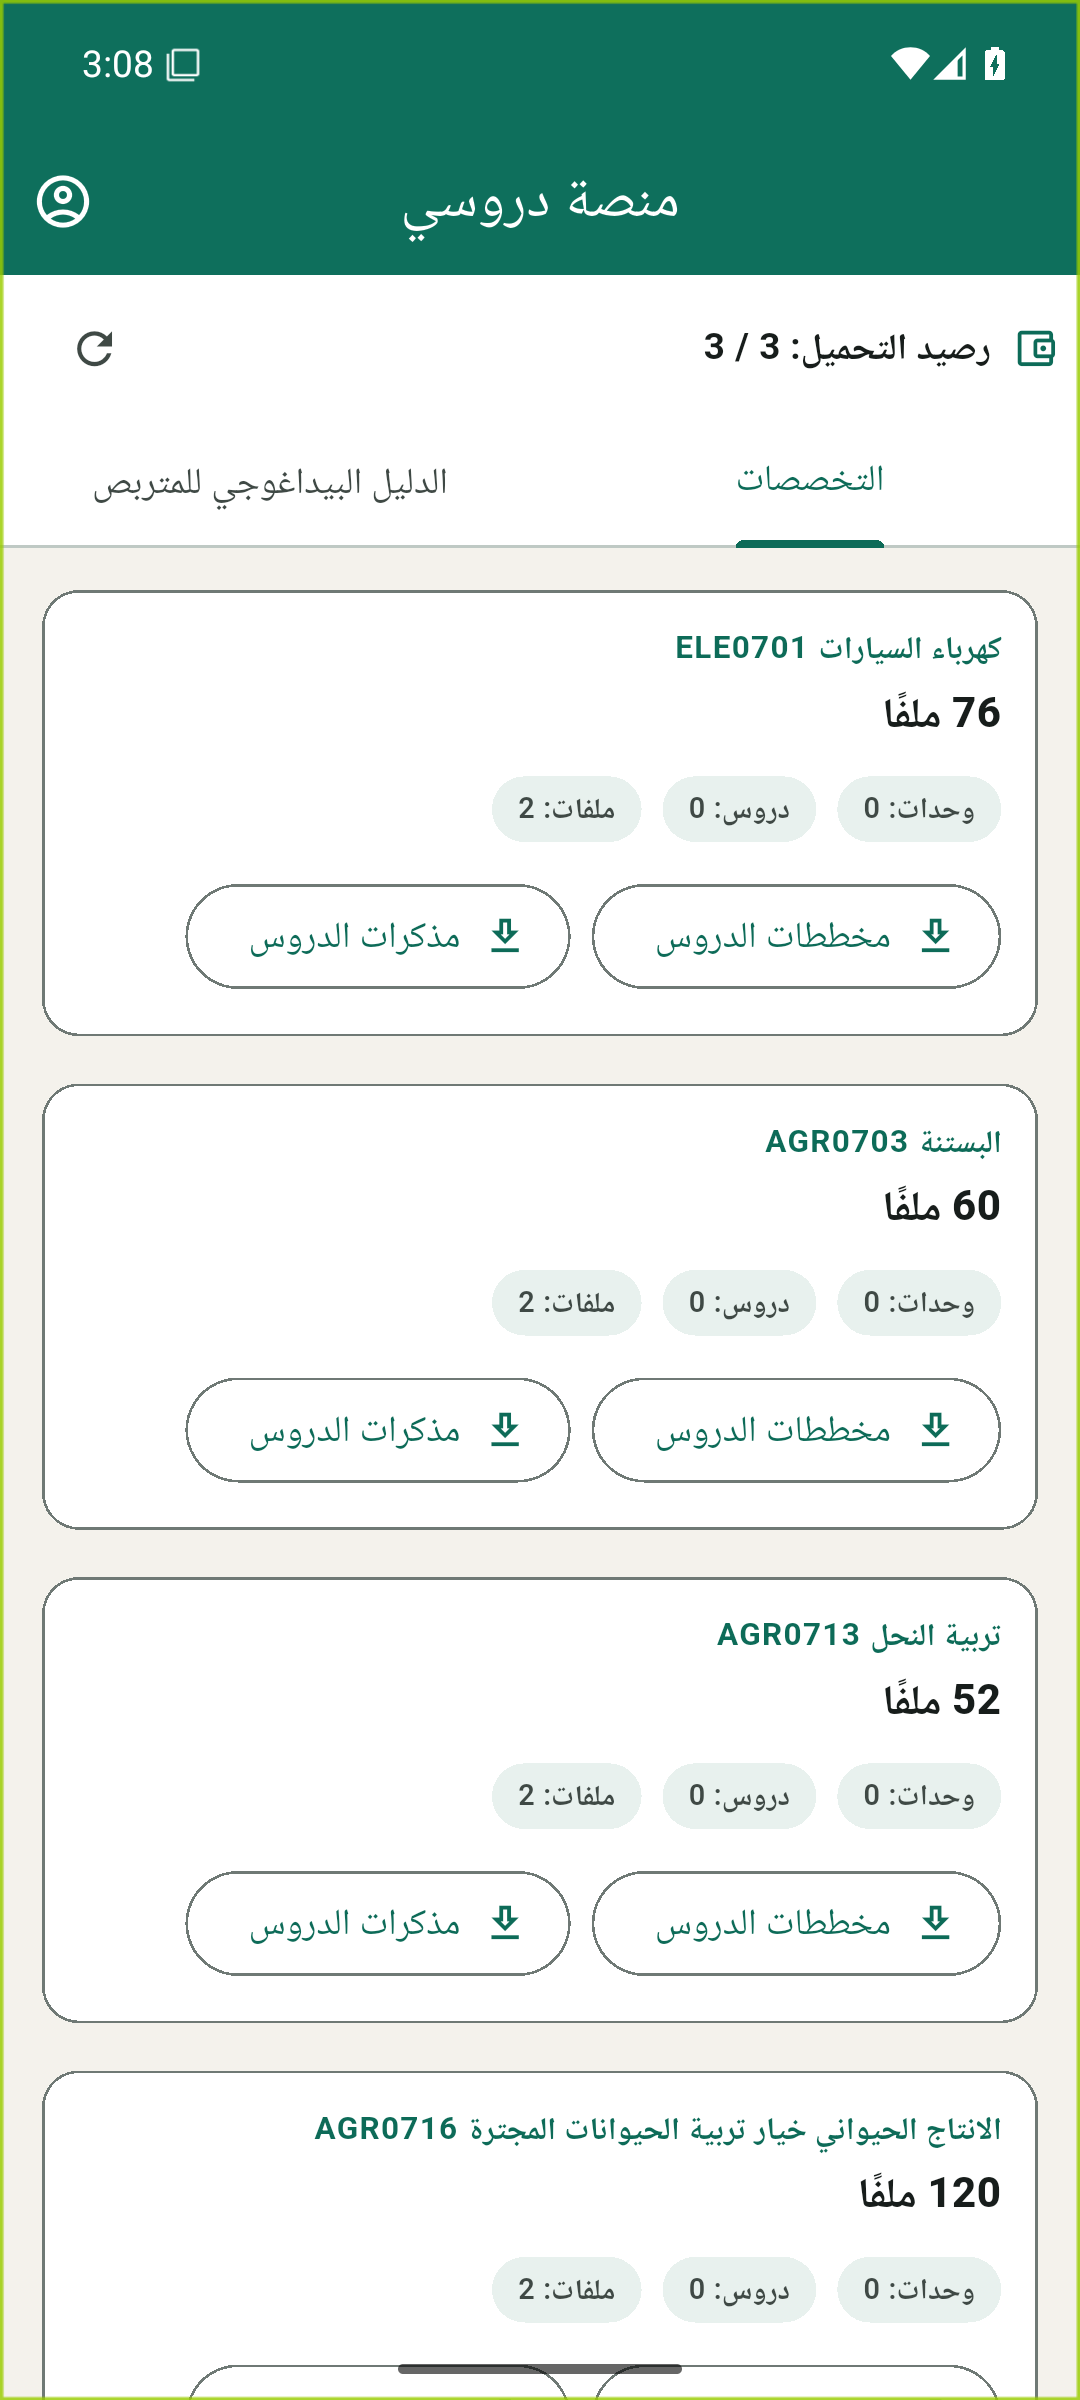 3:08
منصة دروسي
رصيد التحميل: 3 / 3
التخصصات
الدليل البيداغوجي للمتربص
كهرباء السيارات ELE0701
76 ملفًا
وحدات: 0 دروس: 0 ملفات: 2
مخططات الدروس مذكرات الدروس
البستنة AGR0703
60 ملفًا
وحدات: 0 دروس: 0 ملفات: 2
مخططات الدروس مذكرات الدروس
تربية النحل AGR0713
52 ملفًا
وحدات: 0 دروس: 0 ملفات: 2
مخططات الدروس مذكرات الدروس
الانتاج الحيواني خيار تربية الحيوانات المجترة AGR0716
120 ملفًا
وحدات: 0 دروس: 0 ملفات: 2